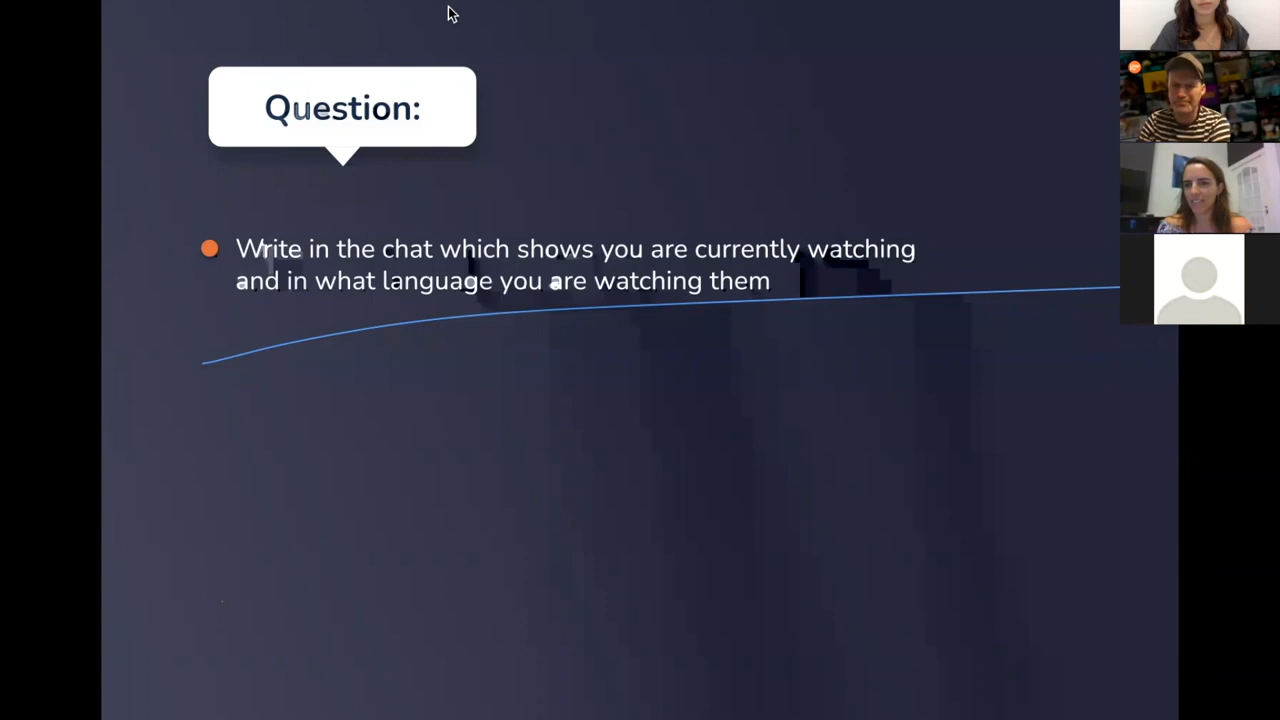 Question:
Write in the chat which shows you are currently watching
and in what language you are watching them